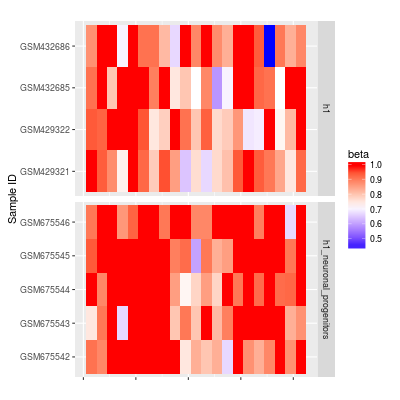 Sample ID
GSM432686
GSM432685
GSM429322
GSM429321
h1
GSM675546
GSM675545
GSM675544
GSM675543
GSM675542
h1_neuronal_progenitors
beta
1.0
0.9
0.8
0.7
0.6
0.5